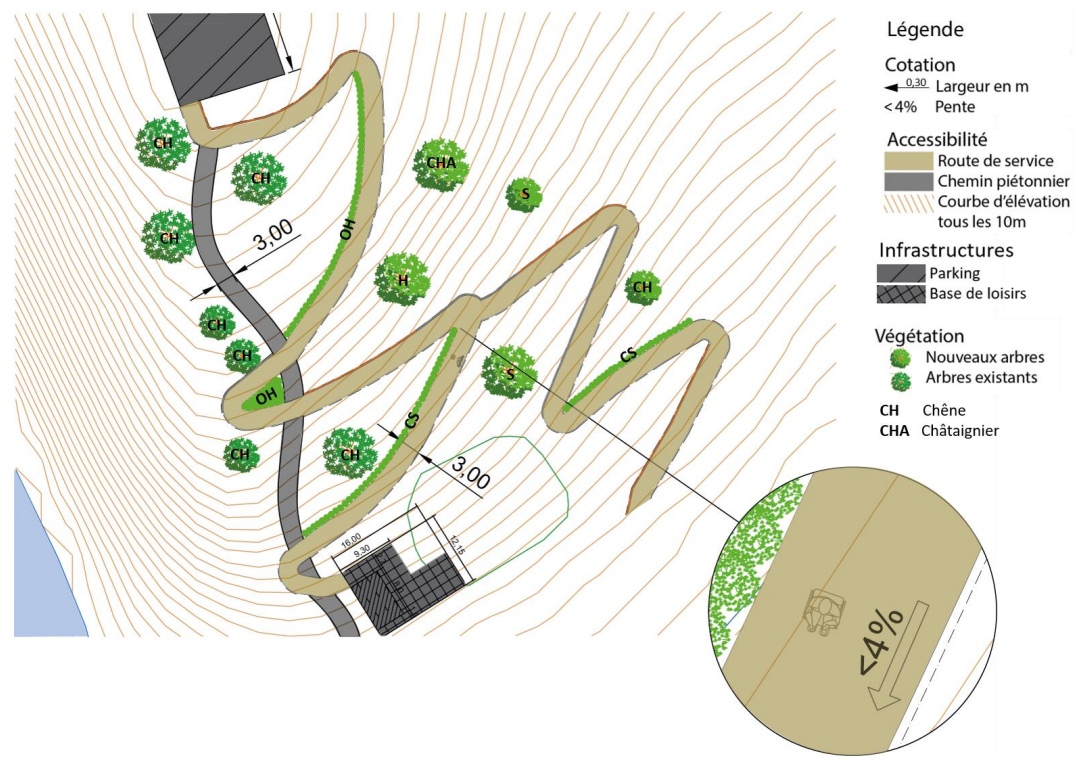 Légende
Cotation
0,30 Largeur en m
<4% Pente
Accessibilité
Route de service
Chemin piétonnier
Courbe d'élévation
tous les 10m
Infrastructures
Parking
Base de loisirs
Végétation
Nouveaux arbres
Arbres existants
CH Chêne
CHA Châtaignier
CH
CH
CHA
S
CH
OH
3,00
H
CH
CH
CH
CS
S
OH
CS
CH
CH
3,00
16,00
9,30
12,15
<4%